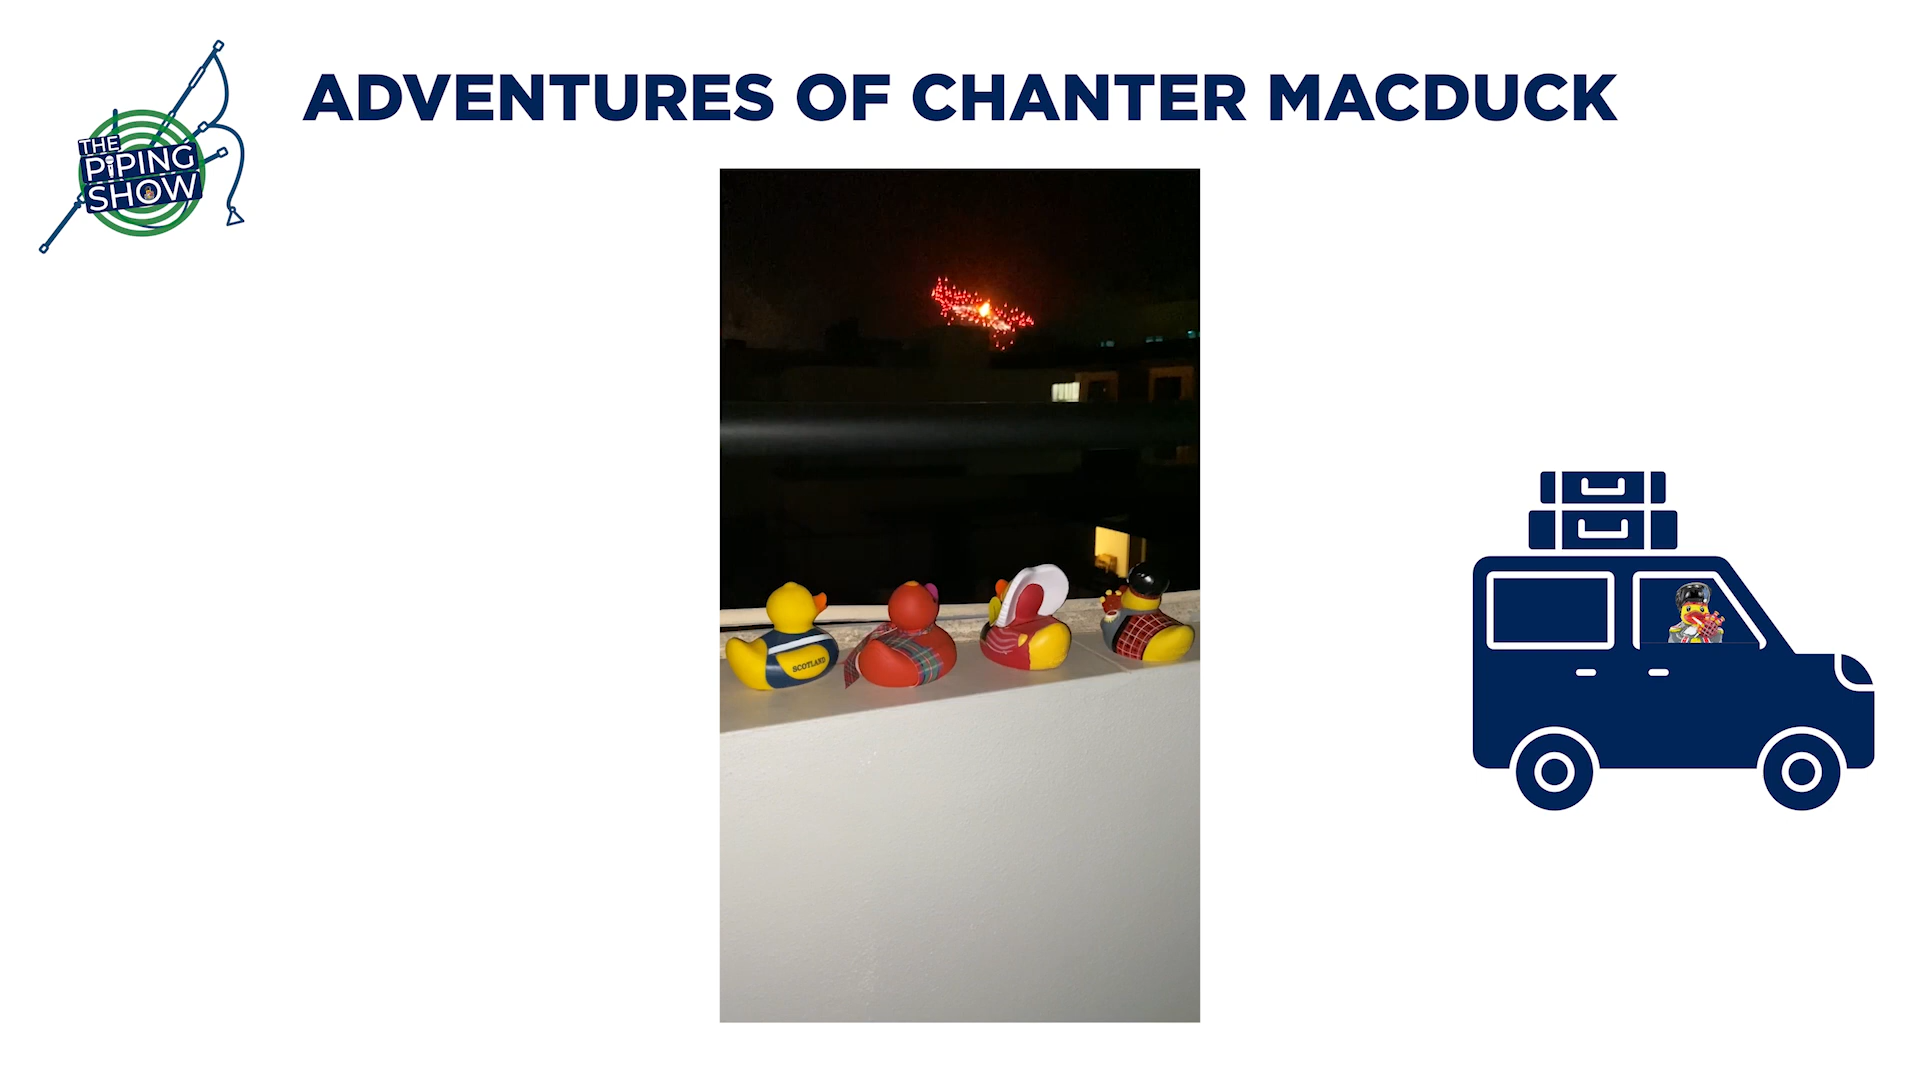 ADVENTURES OF CHANTER MACDUCK
THE
PIPING
SHOW
SCOTLAND